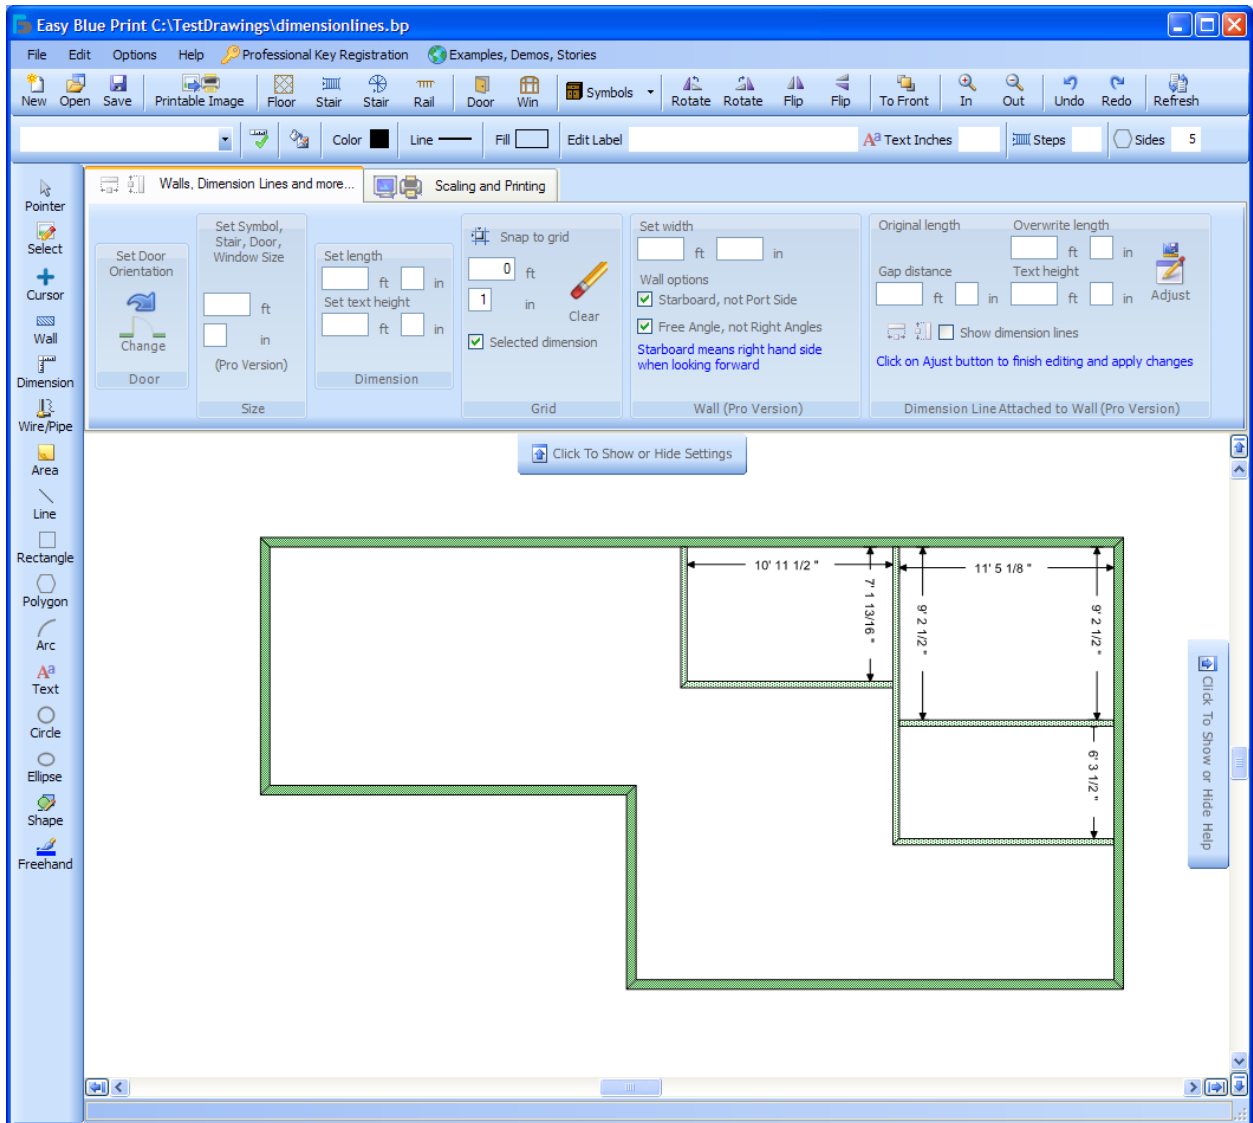 Easy Blue Print C:\TestDrawings\dimensionlines.bp
File Edit Options Help Professional Key Registration Examples, Demos, Stories
New Open Save Printable Image Floor Stair Stair Rail Door Win Symbols Rotate Rotate Flip Flip To Front In Out Undo Redo Refresh
Color Line Fill Edit Label Aa Text Inches Steps Sides 5
Pointer
Select
Cursor
Wall
Dimension
Wire/Pipe
Area
Line
Rectangle
Polygon
Arc
Aa
Text
Circle
Ellipse
Shape
Freehand
Walls, Dimension Lines and more... Scaling and Printing
Set Door
Orientation
Change
Door
Set Symbol,
Stair, Door,
Window Size
ft
in
(Pro Version)
Size
Set length
ft in
Set text height
ft in
Dimension
Snap to grid
0 ft
1 in
Clear
Selected dimension
Grid
Set width
ft in
Wall options
Starboard, not Port Side
Free Angle, not Right Angles
Starboard means right hand side
when looking forward
Wall (Pro Version)
Original length Overwrite length
ft in
Gap distance Text height
ft in ft in
Adjust
Show dimension lines
Click on Ajust button to finish editing and apply changes
Dimension Line Attached to Wall (Pro Version)
Click To Show or Hide Settings
10' 11 1/2 "
11' 5 1/8 "
7' 1 13/16 "
9' 2 1/2 "
9' 2 1/2 "
6' 3 1/2 "
Click To Show or Hide Help